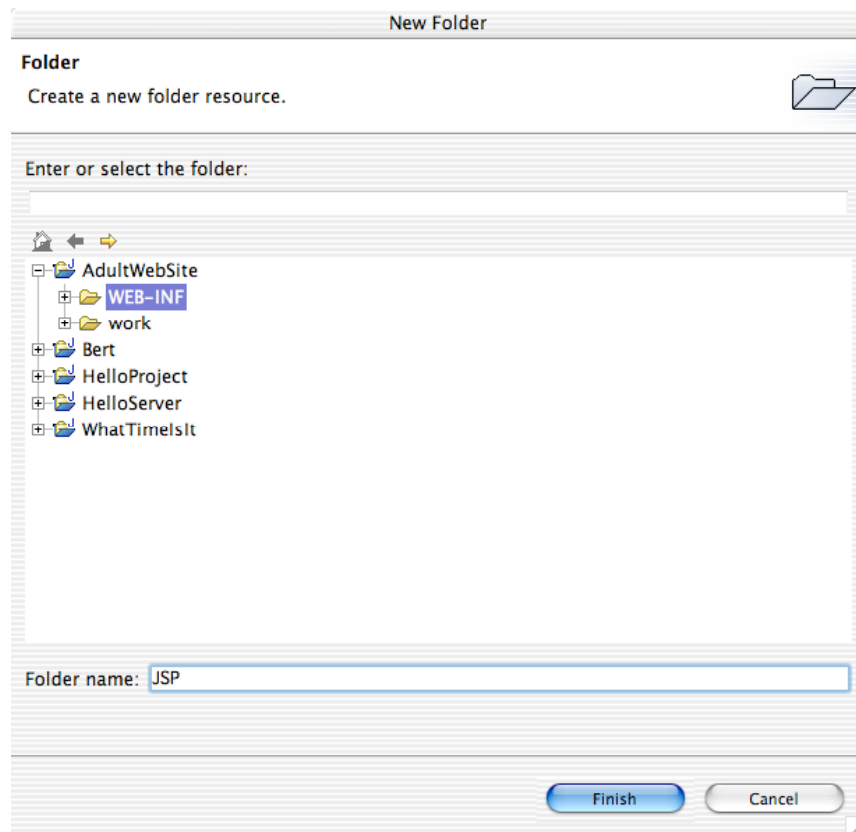 New Folder
Folder
Create a new folder resource.
Enter or select the folder:
AdultWebSite
WEB-INF
work
Bert
HelloProject
HelloServer
WhatTimeIsIt
Folder name: JSP
Finish Cancel